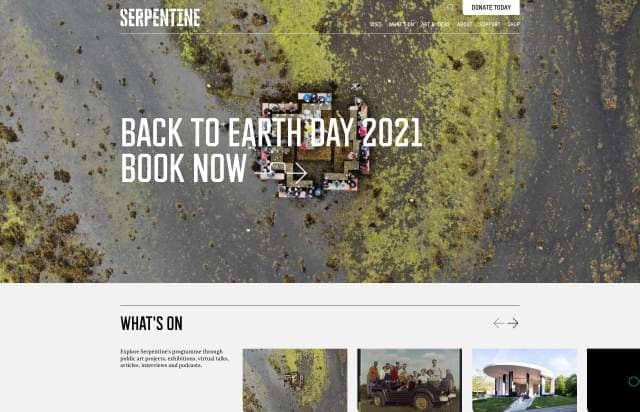 SERPENTINE
DONATE TODAY
VISIT WHAT'S ON ART & IDEAS ABOUT SUPPORT SHOP
BACK TO EARTH DAY 2021
BOOK NOW
WHAT'S ON
Explore Serpentine's programme through
public art projects, exhibitions, virtual talks,
articles, interviews and podcasts.